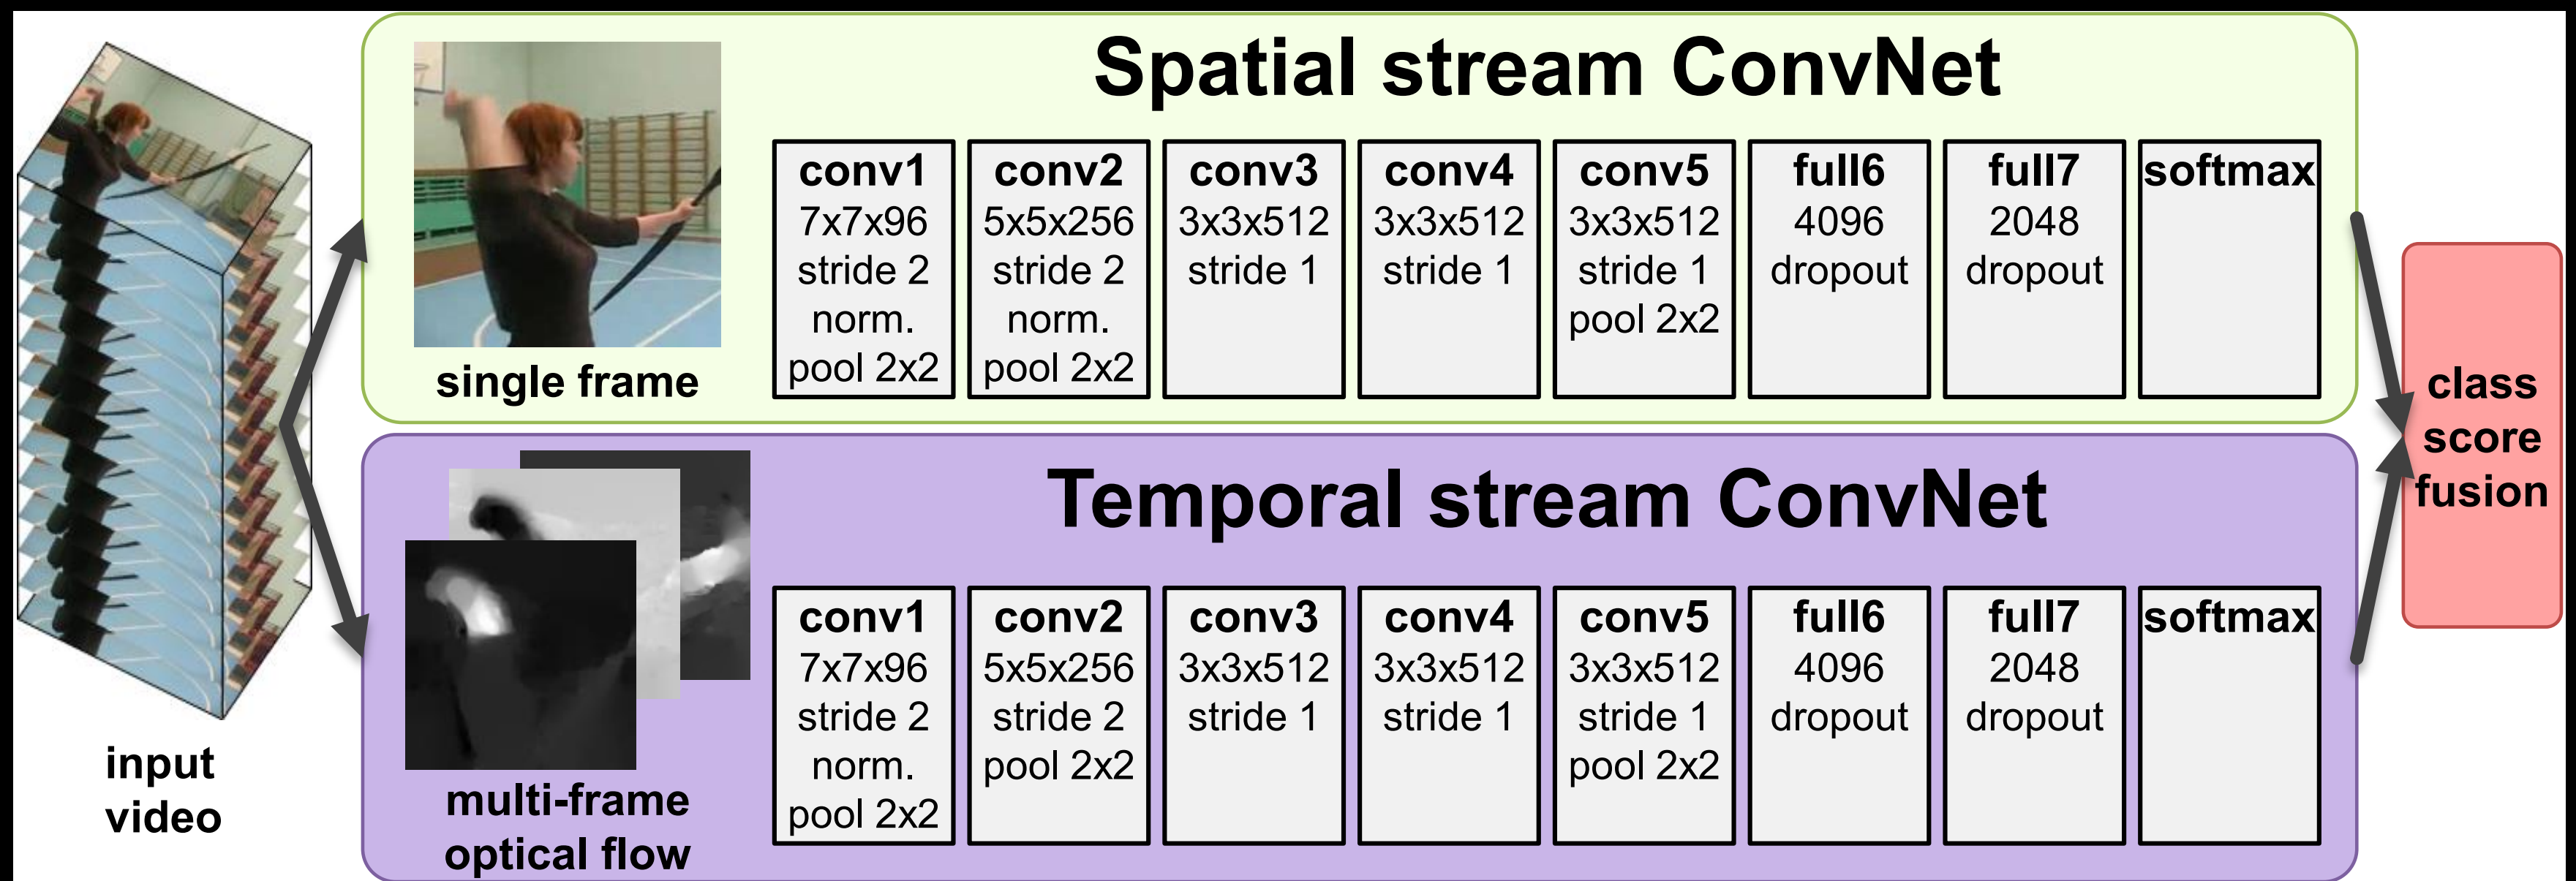 Spatial stream ConvNet
single frame
conv1
7x7x96
stride 2
norm.
pool 2x2
conv2
5x5x256
stride 2
norm.
pool 2x2
conv3
3x3x512
stride 1
conv4
3x3x512
stride 1
conv5
3x3x512
stride 1
pool 2x2
full6
4096
dropout
full7
2048
dropout
softmax
Temporal stream ConvNet
input
video
multi-frame
optical flow
conv1
7x7x96
stride 2
norm.
pool 2x2
conv2
5x5x256
stride 2
pool 2x2
conv3
3x3x512
stride 1
conv4
3x3x512
stride 1
conv5
3x3x512
stride 1
pool 2x2
full6
4096
dropout
full7
2048
dropout
softmax
class
score
fusion